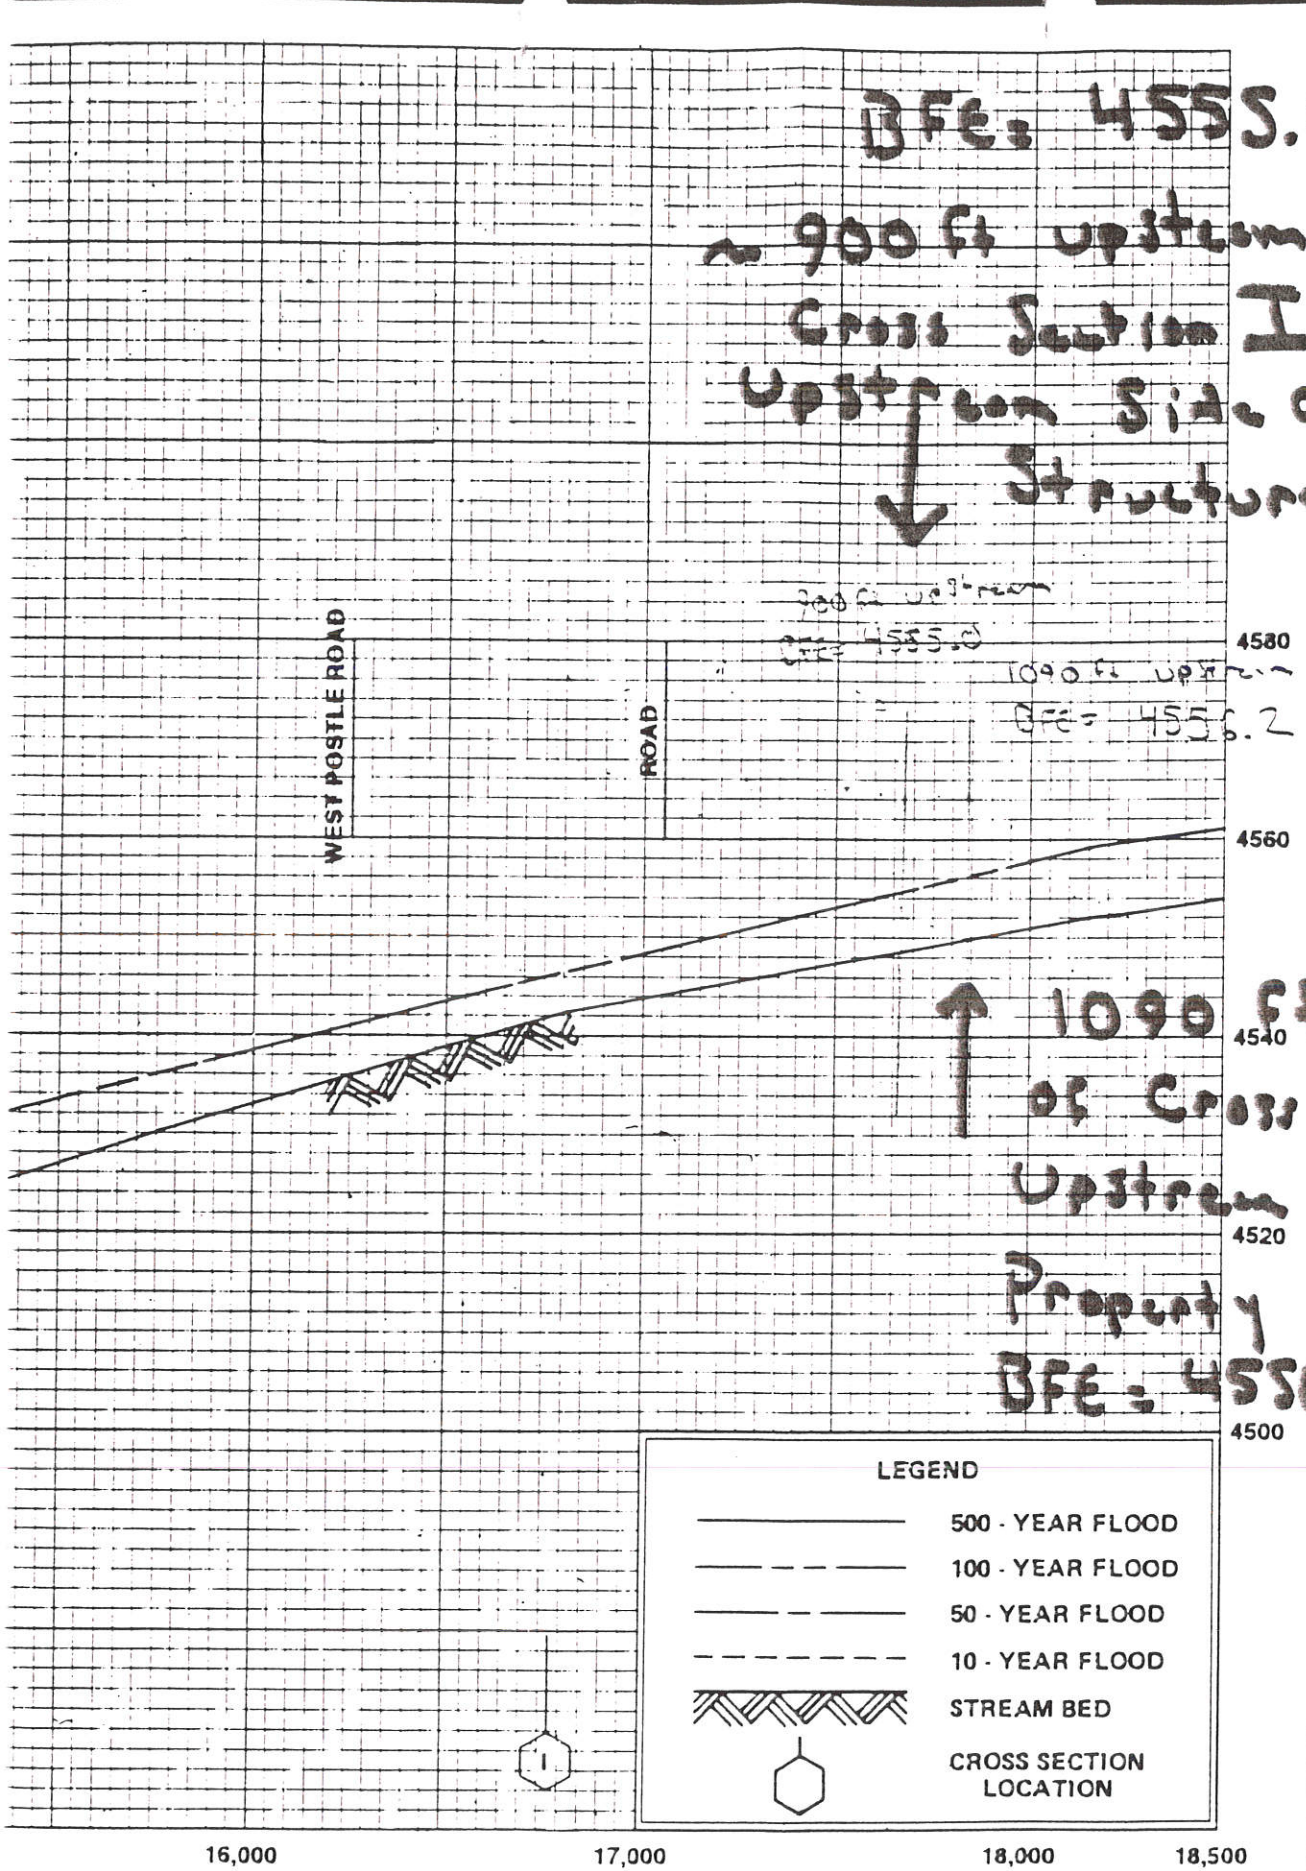 BFE= 4555.
~ 900 ft upstream
Cross Section I
Upstream Side
Structure
900 ft upstream
BFE= 4555.0
4580
1090 ft upstream
BFE= 4556.2
WEST POSTLE ROAD
ROAD
4560
1090 ft
4540
of Cross
Upstream
4520
Property
BFE= 455
4500
LEGEND
500 - YEAR FLOOD
100 - YEAR FLOOD
50 - YEAR FLOOD
10 - YEAR FLOOD
STREAM BED
CROSS SECTION
LOCATION
I
16,000
17,000
18,000
18,500